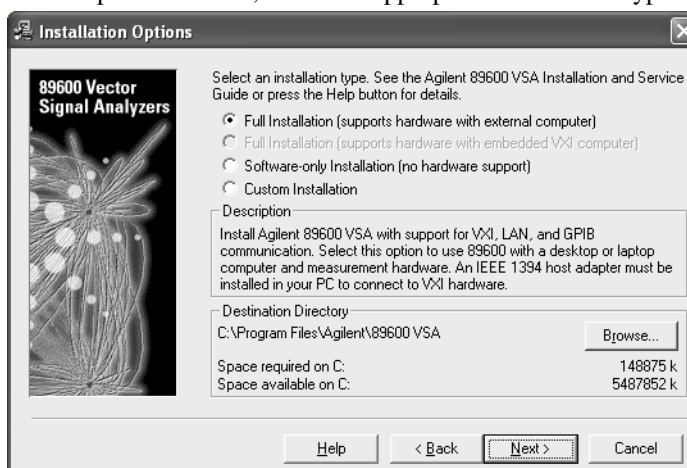 Installation Options
89600 Vector
Signal Analyzers
Select an installation type. See the Agilent 89600 VSA Installation and Service
Guide or press the Help button for details.
Full Installation (supports hardware with external computer)
Full Installation (supports hardware with embedded VXI computer)
Software-only Installation (no hardware support)
Custom Installation
Description
Install Agilent 89600 VSA with support for VXI, LAN, and GPIB
communication. Select this option to use 89600 with a desktop or laptop
computer and measurement hardware. An IEEE 1394 host adapter must be
installed in your PC to connect to VXI hardware.
Destination Directory
C:\Program Files\Agilent\89600 VSA
Browse...
Space required on C: 148875 k
Space available on C: 5487852 k
Help
< Back
Next >
Cancel